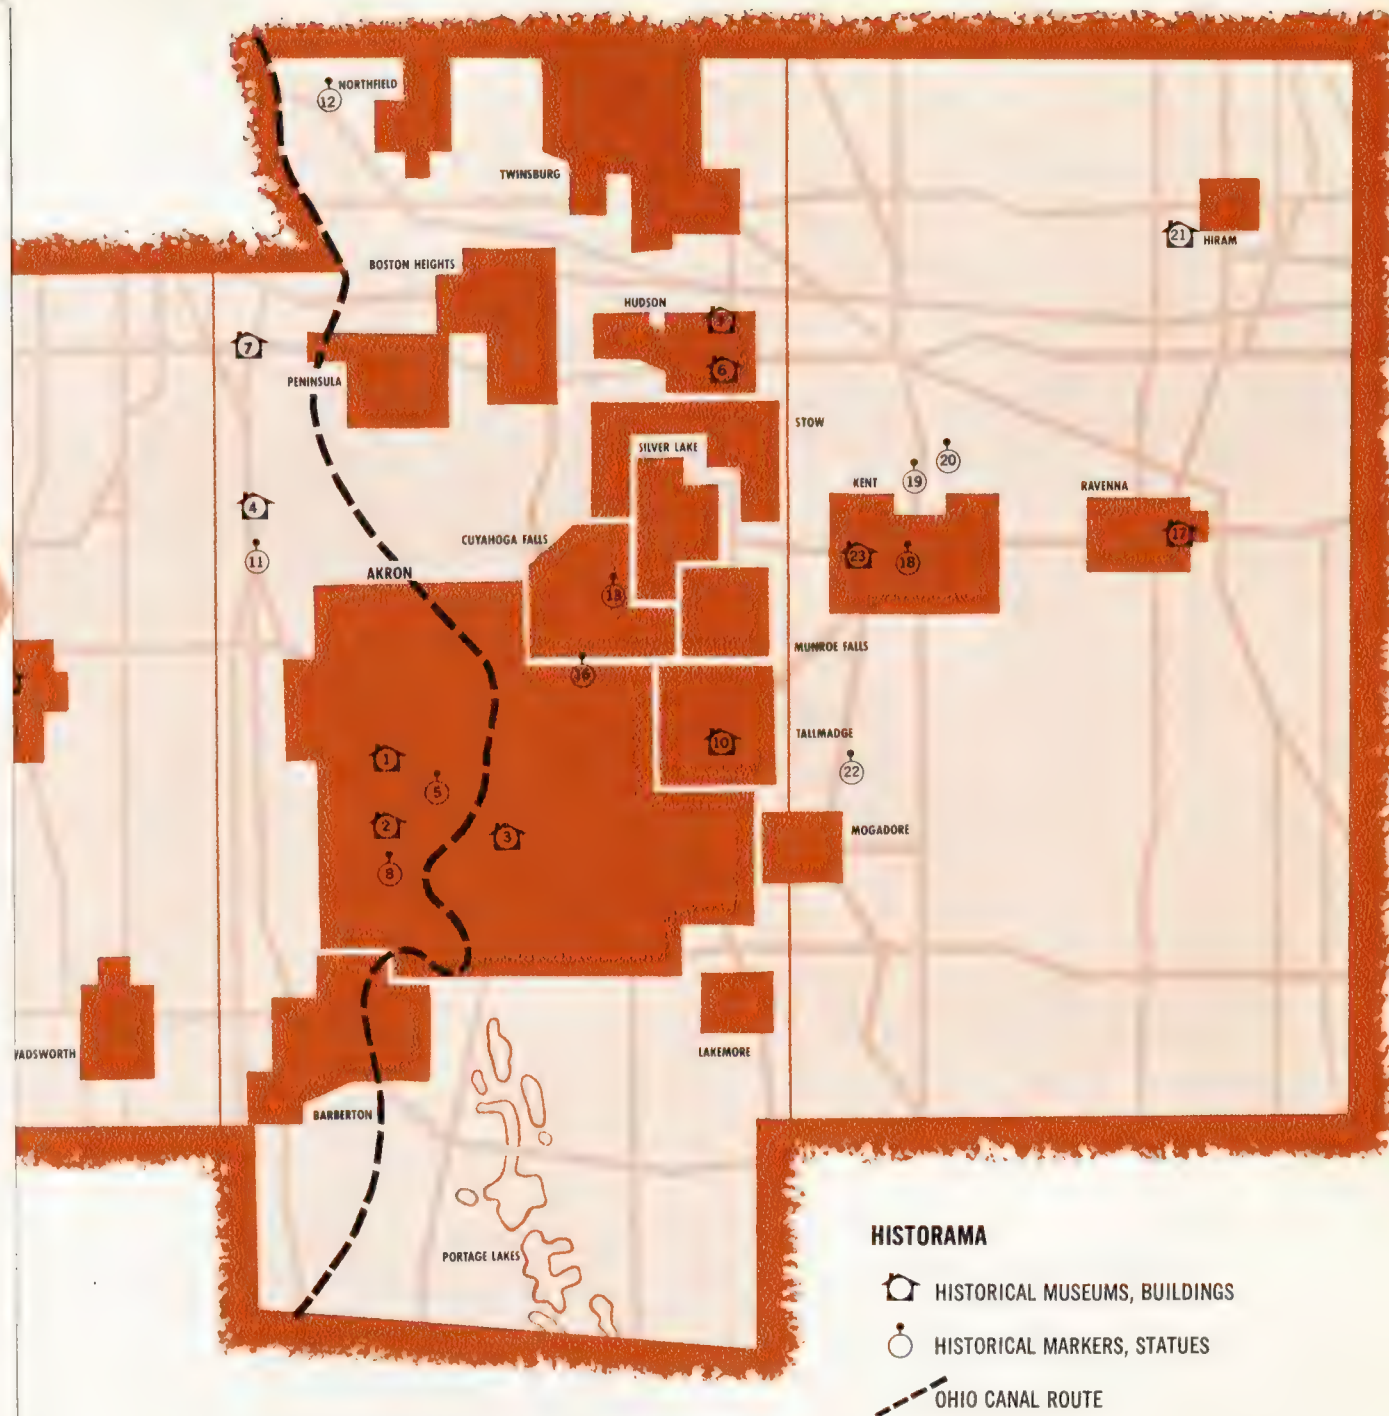 12
NORTHFIELD
TWINSBURG
21
HIRAM
BOSTON HEIGHTS
HUDSON
7
6
PENINSULA
STOW
SILVER LAKE
20
19
KENT
RAVENNA
4
17
CUYAHOGA FALLS
11
23
18
AKRON
13
MUNROE FALLS
16
TALLMADGE
10
1
22
5
2
3
MOGADORE
8
WADSWORTH
LAKEMORE
BARBERTON
PORTAGE LAKES
HISTORAMA
HISTORICAL MUSEUMS, BUILDINGS
HISTORICAL MARKERS, STATUES
OHIO CANAL ROUTE